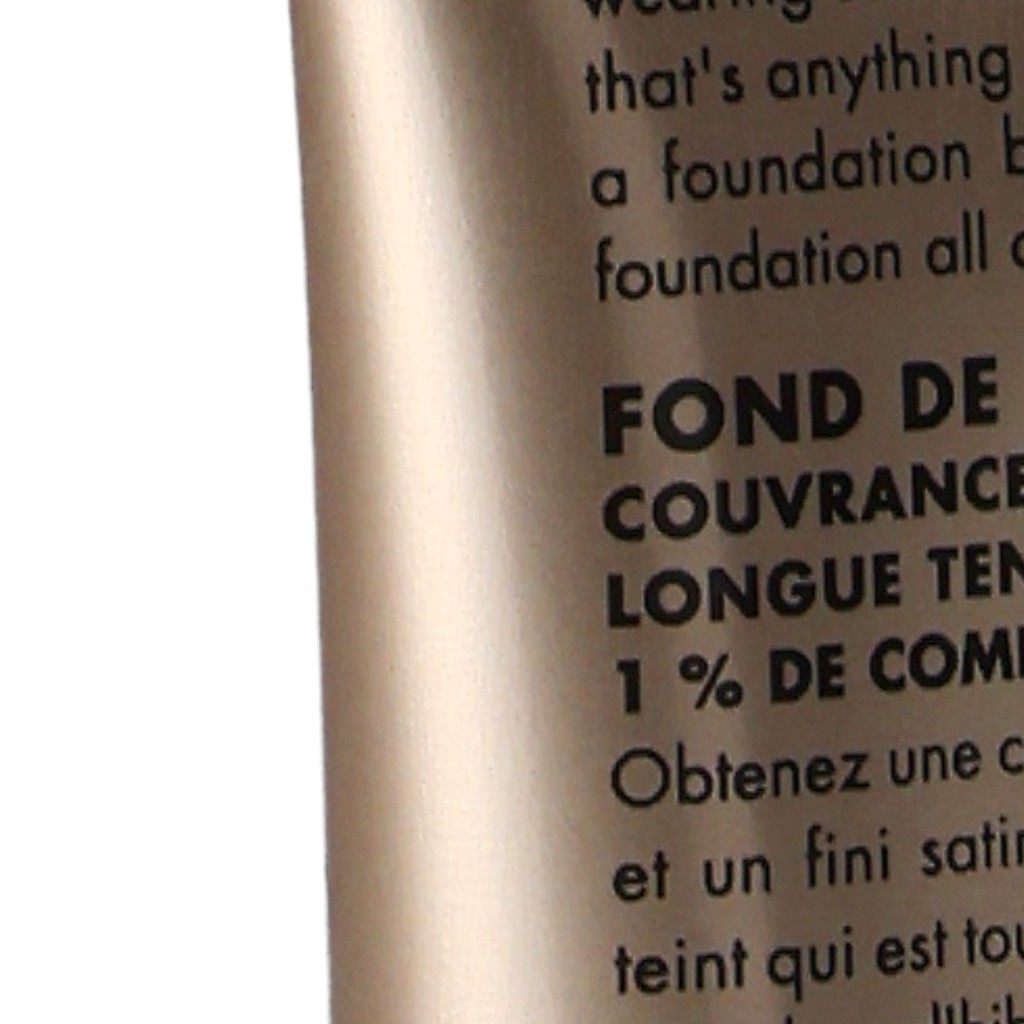 wearing
that's anything
a foundation
foundation all
FOND DE
COUVRANCE
LONGUE
1 % DE
Obtenez une
et un fini
teint qui est